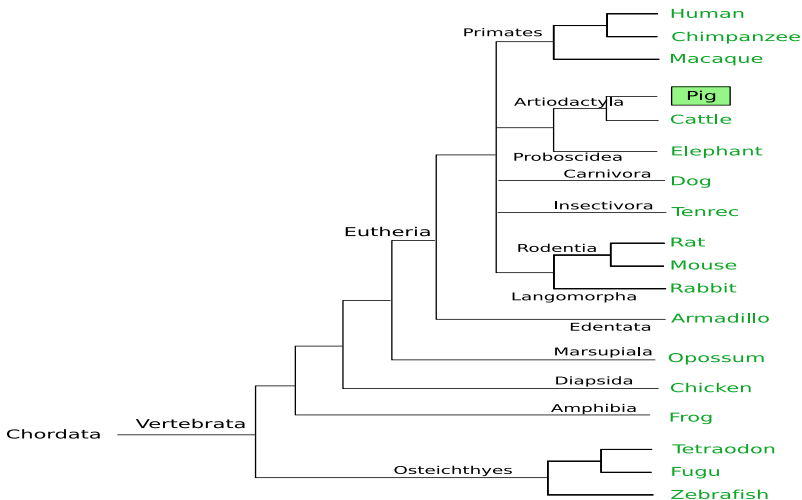 Human
Primates
Chimpanzee
Macaque
Pig
Artiodactyla
Cattle
Elephant
Proboscidea
Carnivora
Dog
Insectivora
Tenrec
Eutheria
Rat
Rodentia
Mouse
Rabbit
Langomorpha
Armadillo
Edentata
Marsupiala
Opossum
Diapsida
Chicken
Amphibia
Frog
Vertebrata
Chordata
Tetraodon
Osteichthyes
Fugu
Zebrafish